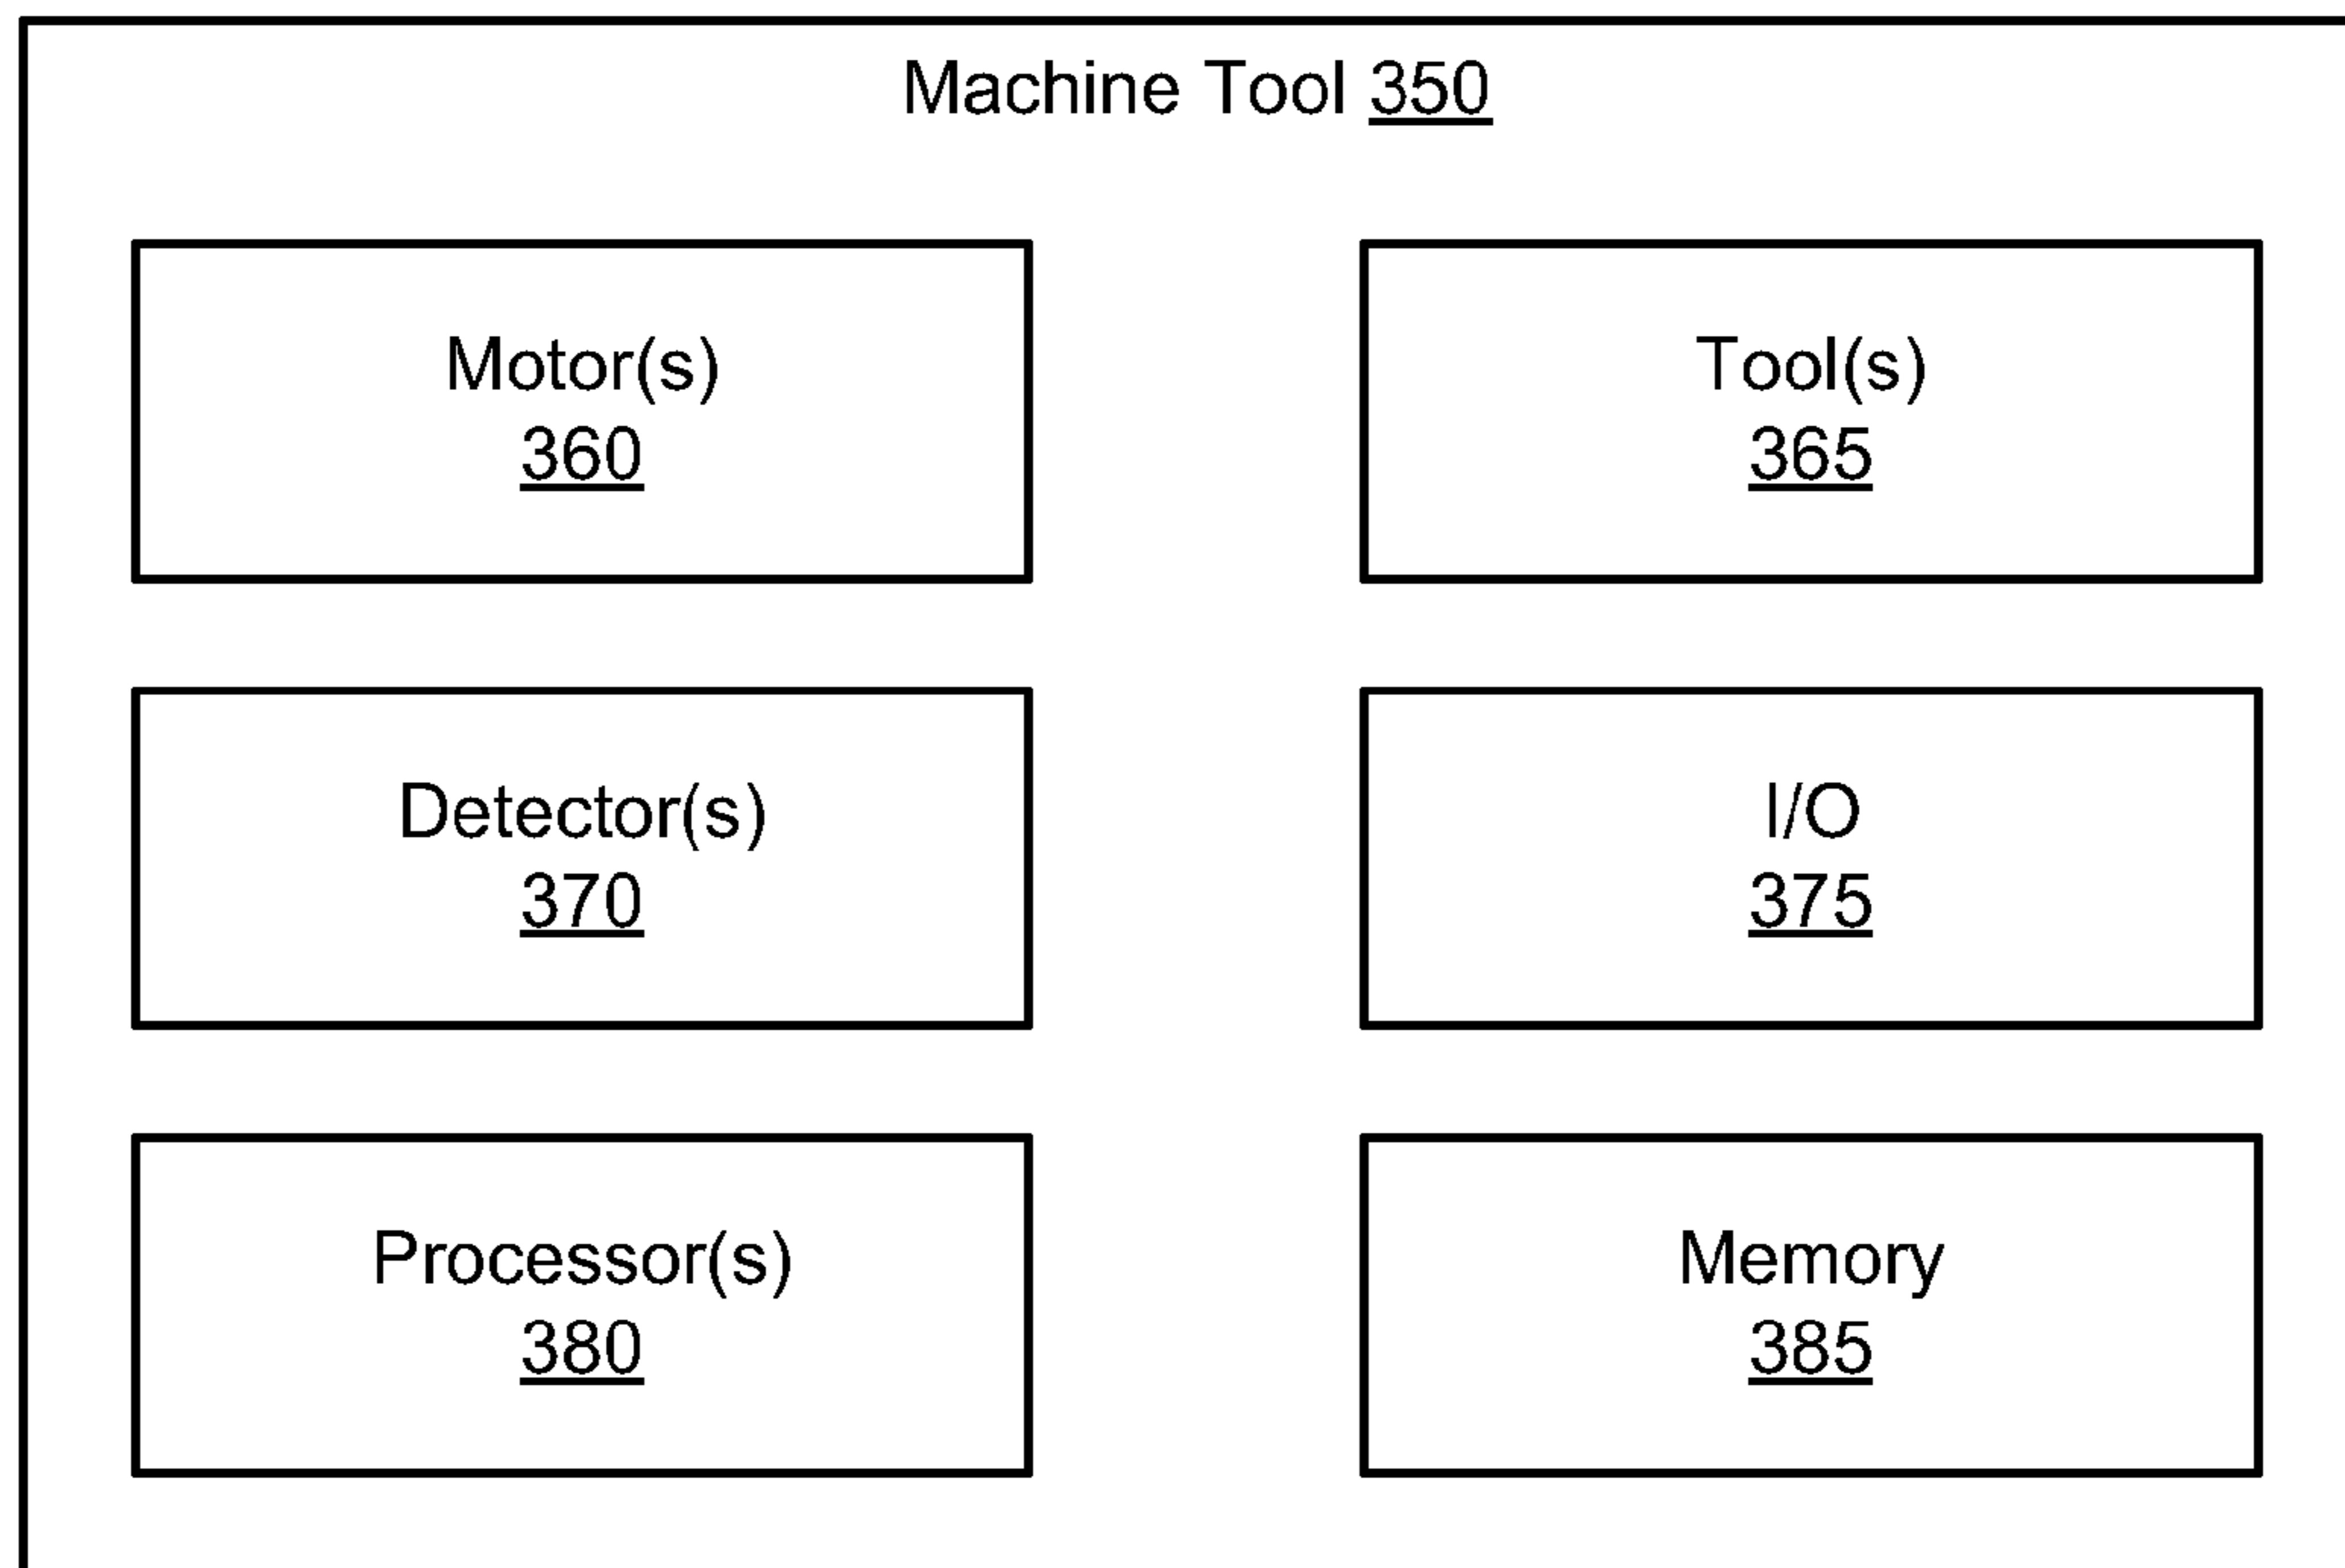 Machine Tool 350
Motor(s)
360
Tool(s)
365
Detector(s)
370
I/O
375
Processor(s)
380
Memory
385